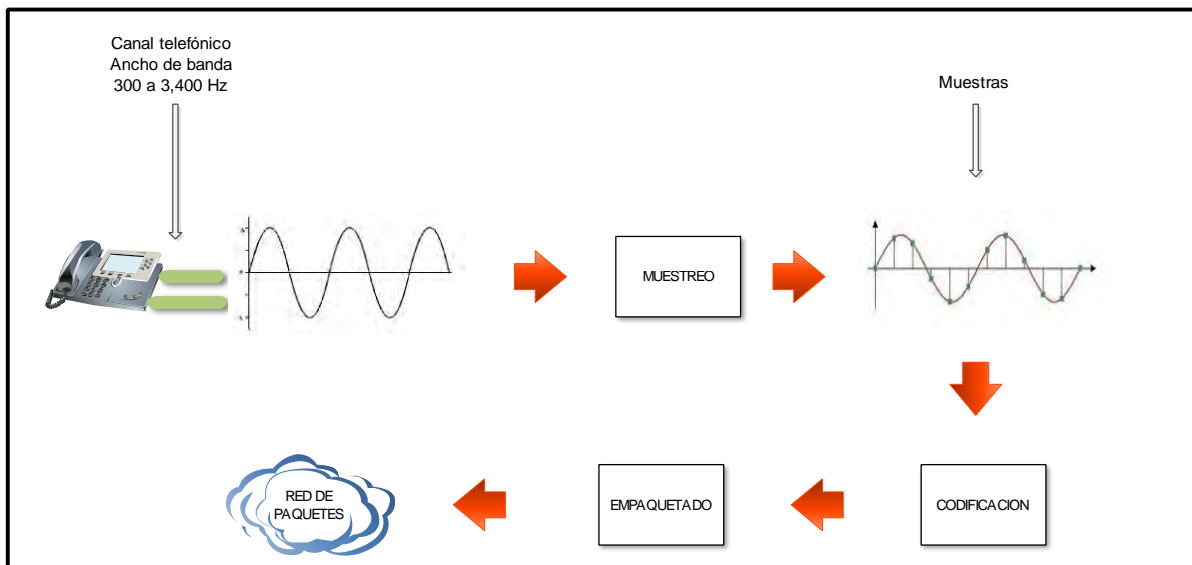 Canal telefónico
Ancho de banda
300 a 3,400 Hz
Muestras
MUESTREO
RED DE
PAQUETES
EMPAQUETADO
CODIFICACION